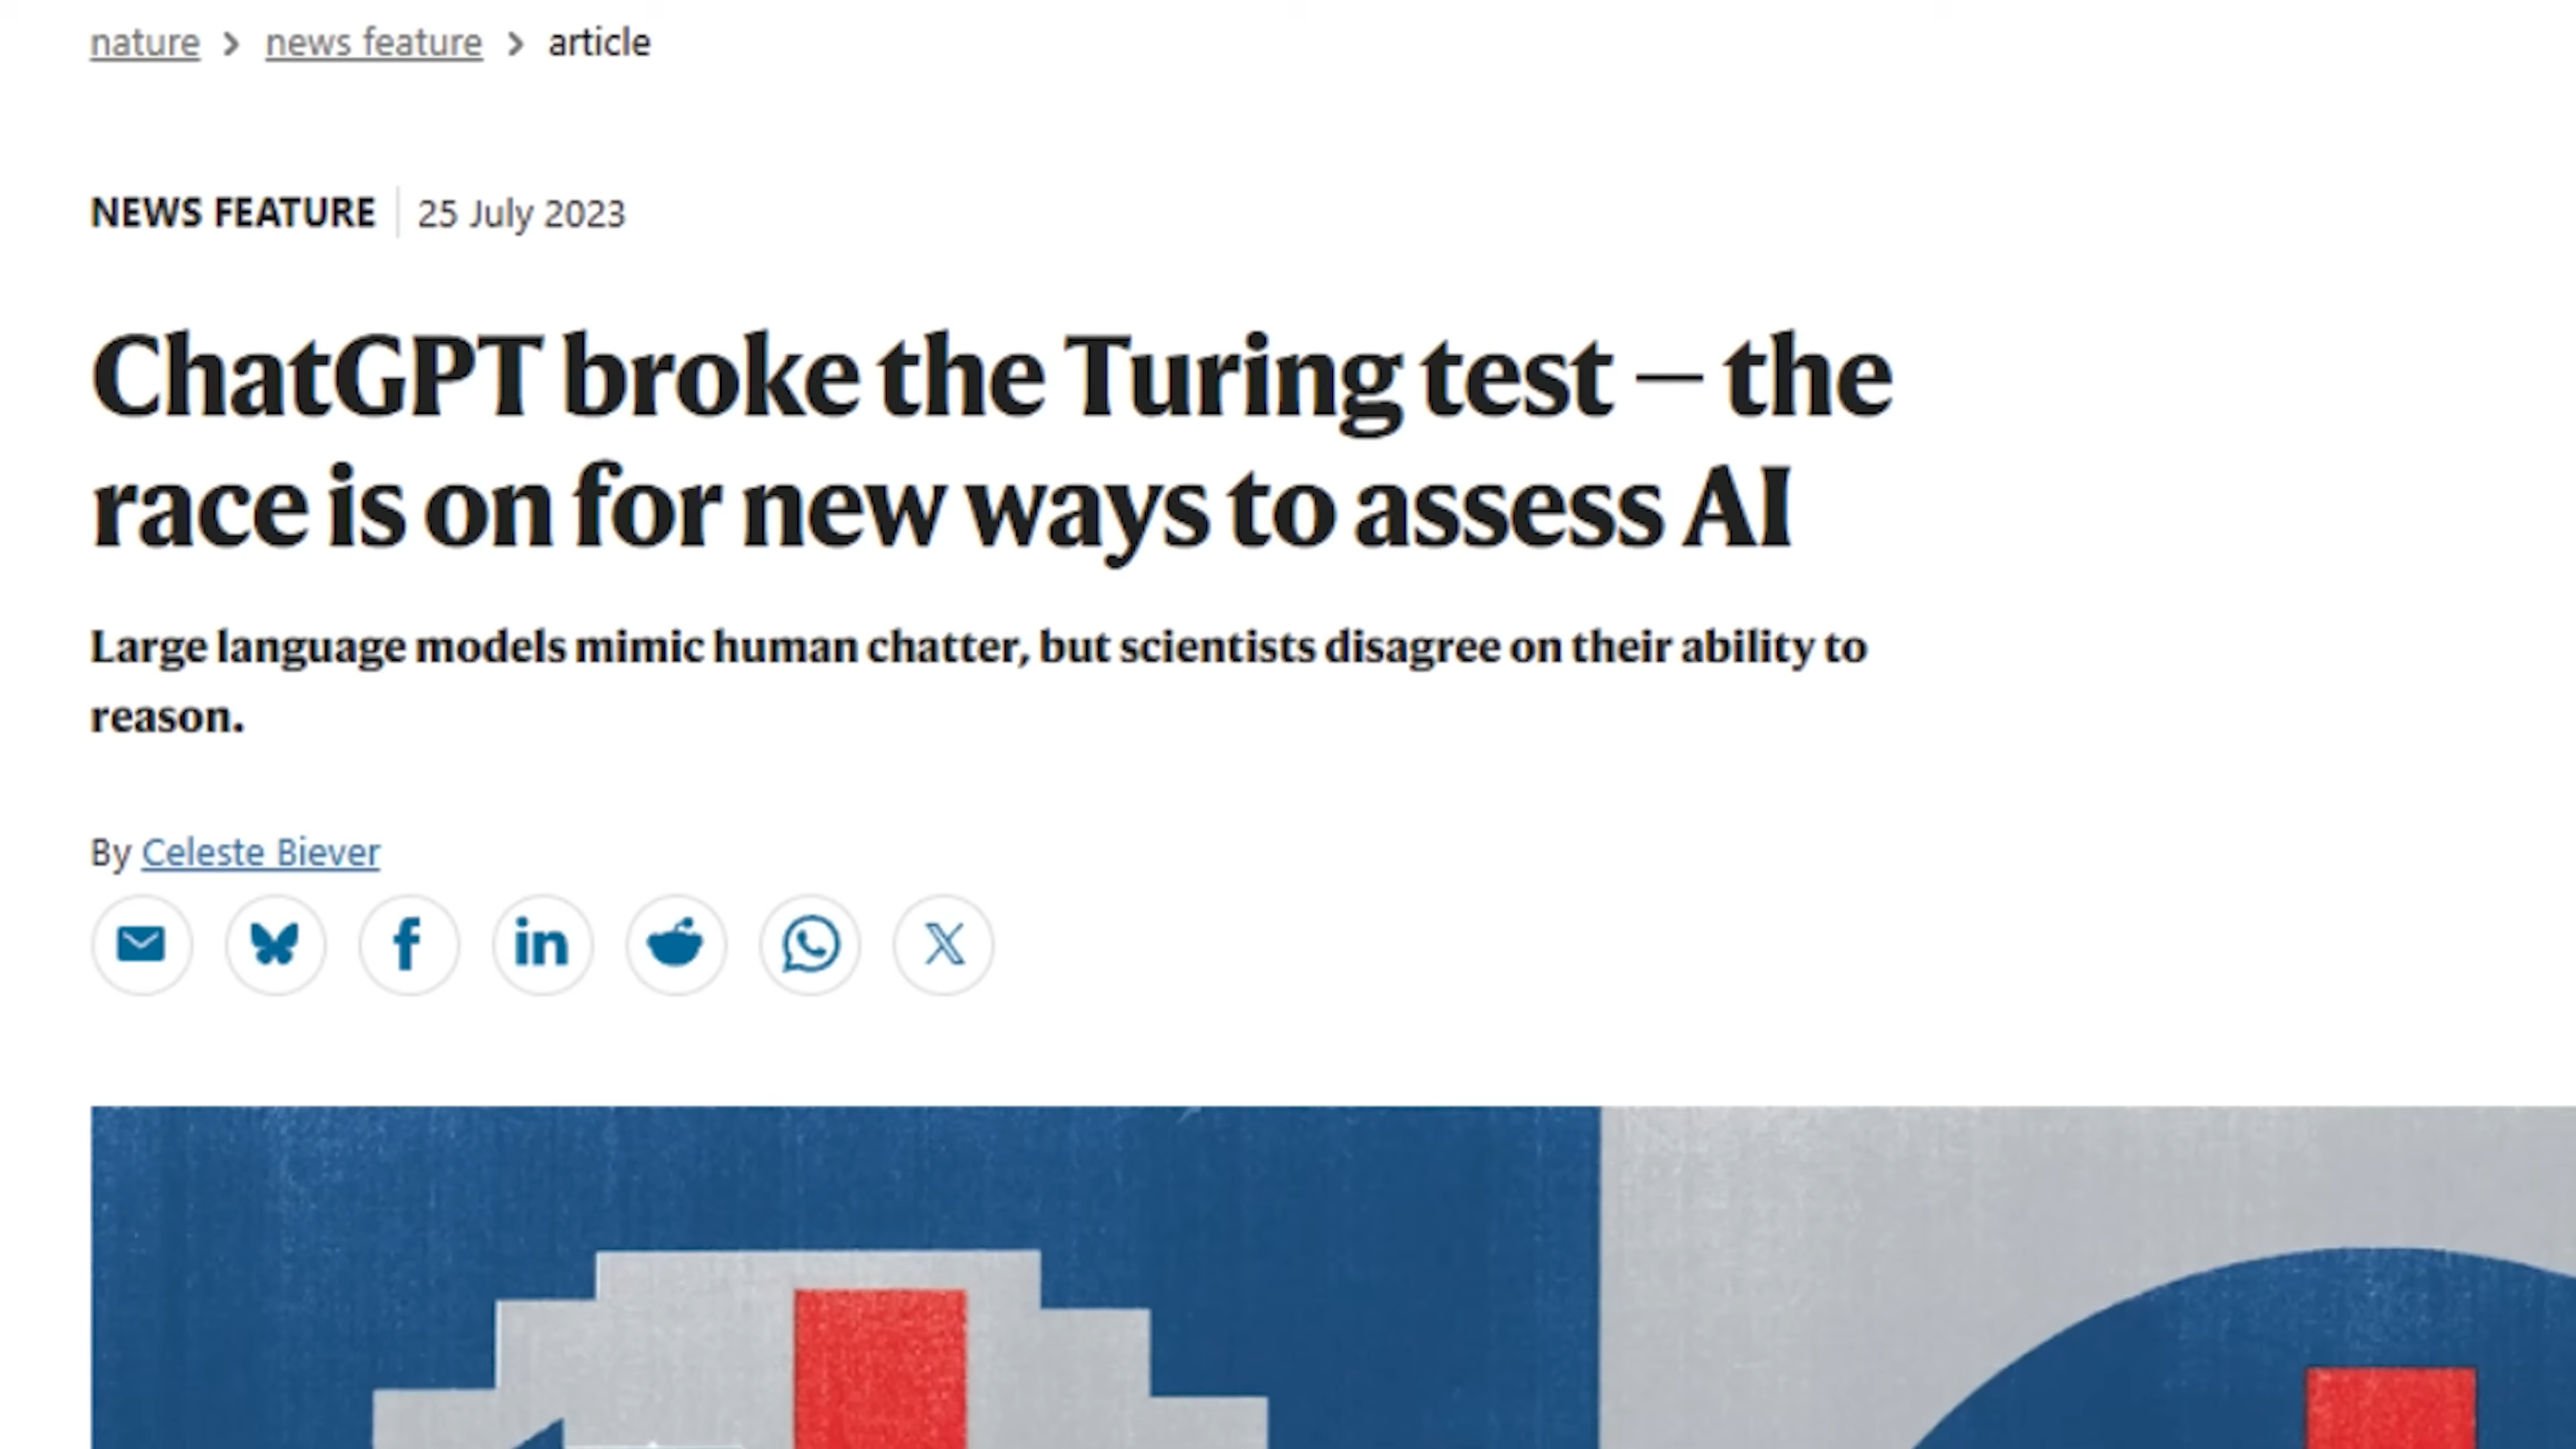 nature > news feature > article
NEWS FEATURE | 25 July 2023
ChatGPT broke the Turing test — the
race is on for new ways to assess AI
Large language models mimic human chatter, but scientists disagree on their ability to
reason.
By Celeste Biever